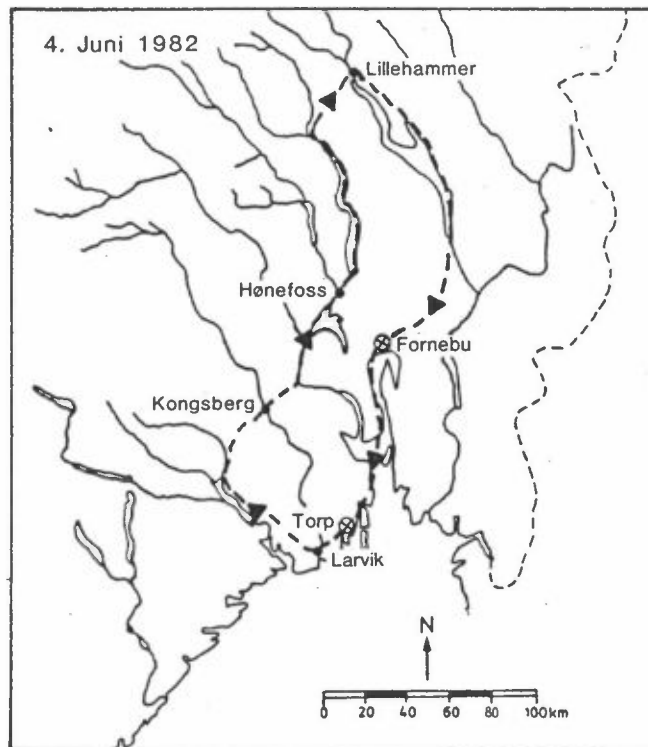 4. Juni 1982
Lillehammer
Hønefoss
Fornebu
Kongsberg
Torp
Larvik
N
0 20 40 60 80 100km